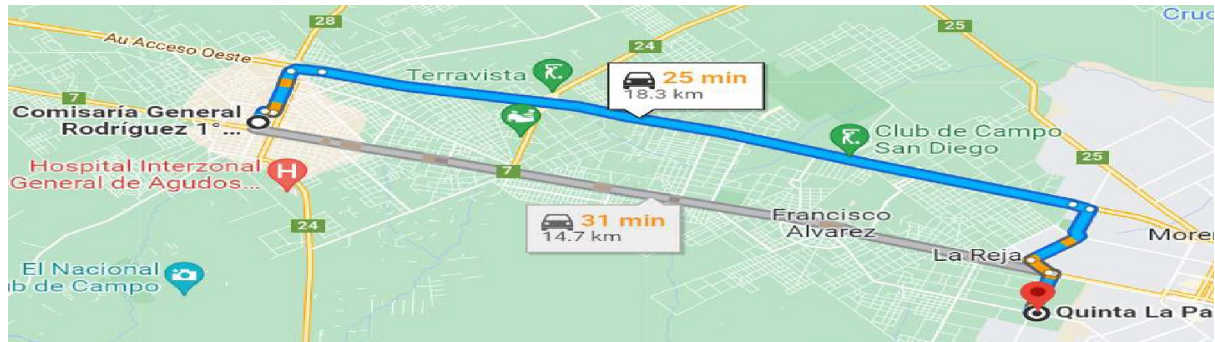 28
Cruc
25
Au Acceso Oeste
24
Terravista
25 min
18.3 km
7
Comisaría General
Rodríguez 1°...
Club de Campo
San Diego
25
Hospital Interzonal
General de Agudos...
7
31 min
14.7 km
24
Francisco
Alvarez
More
La Reja
El Nacional
ub de Campo
Quinta La Pa
H